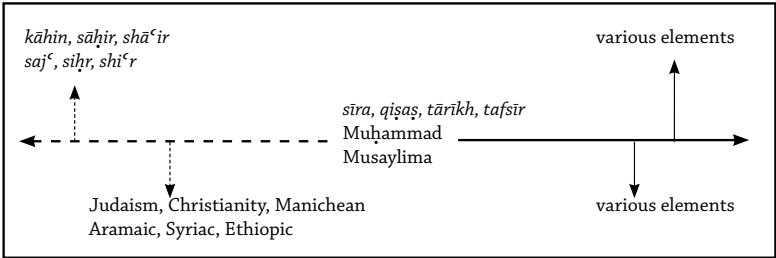 kāhin, sāḥir, shāʿir
sajʿ, siḥr, shiʿr
various elements
sīra, qiṣaṣ, tārīkh, tafsīr
Muḥammad
Musaylima
Judaism, Christianity, Manichean
Aramaic, Syriac, Ethiopic
various elements